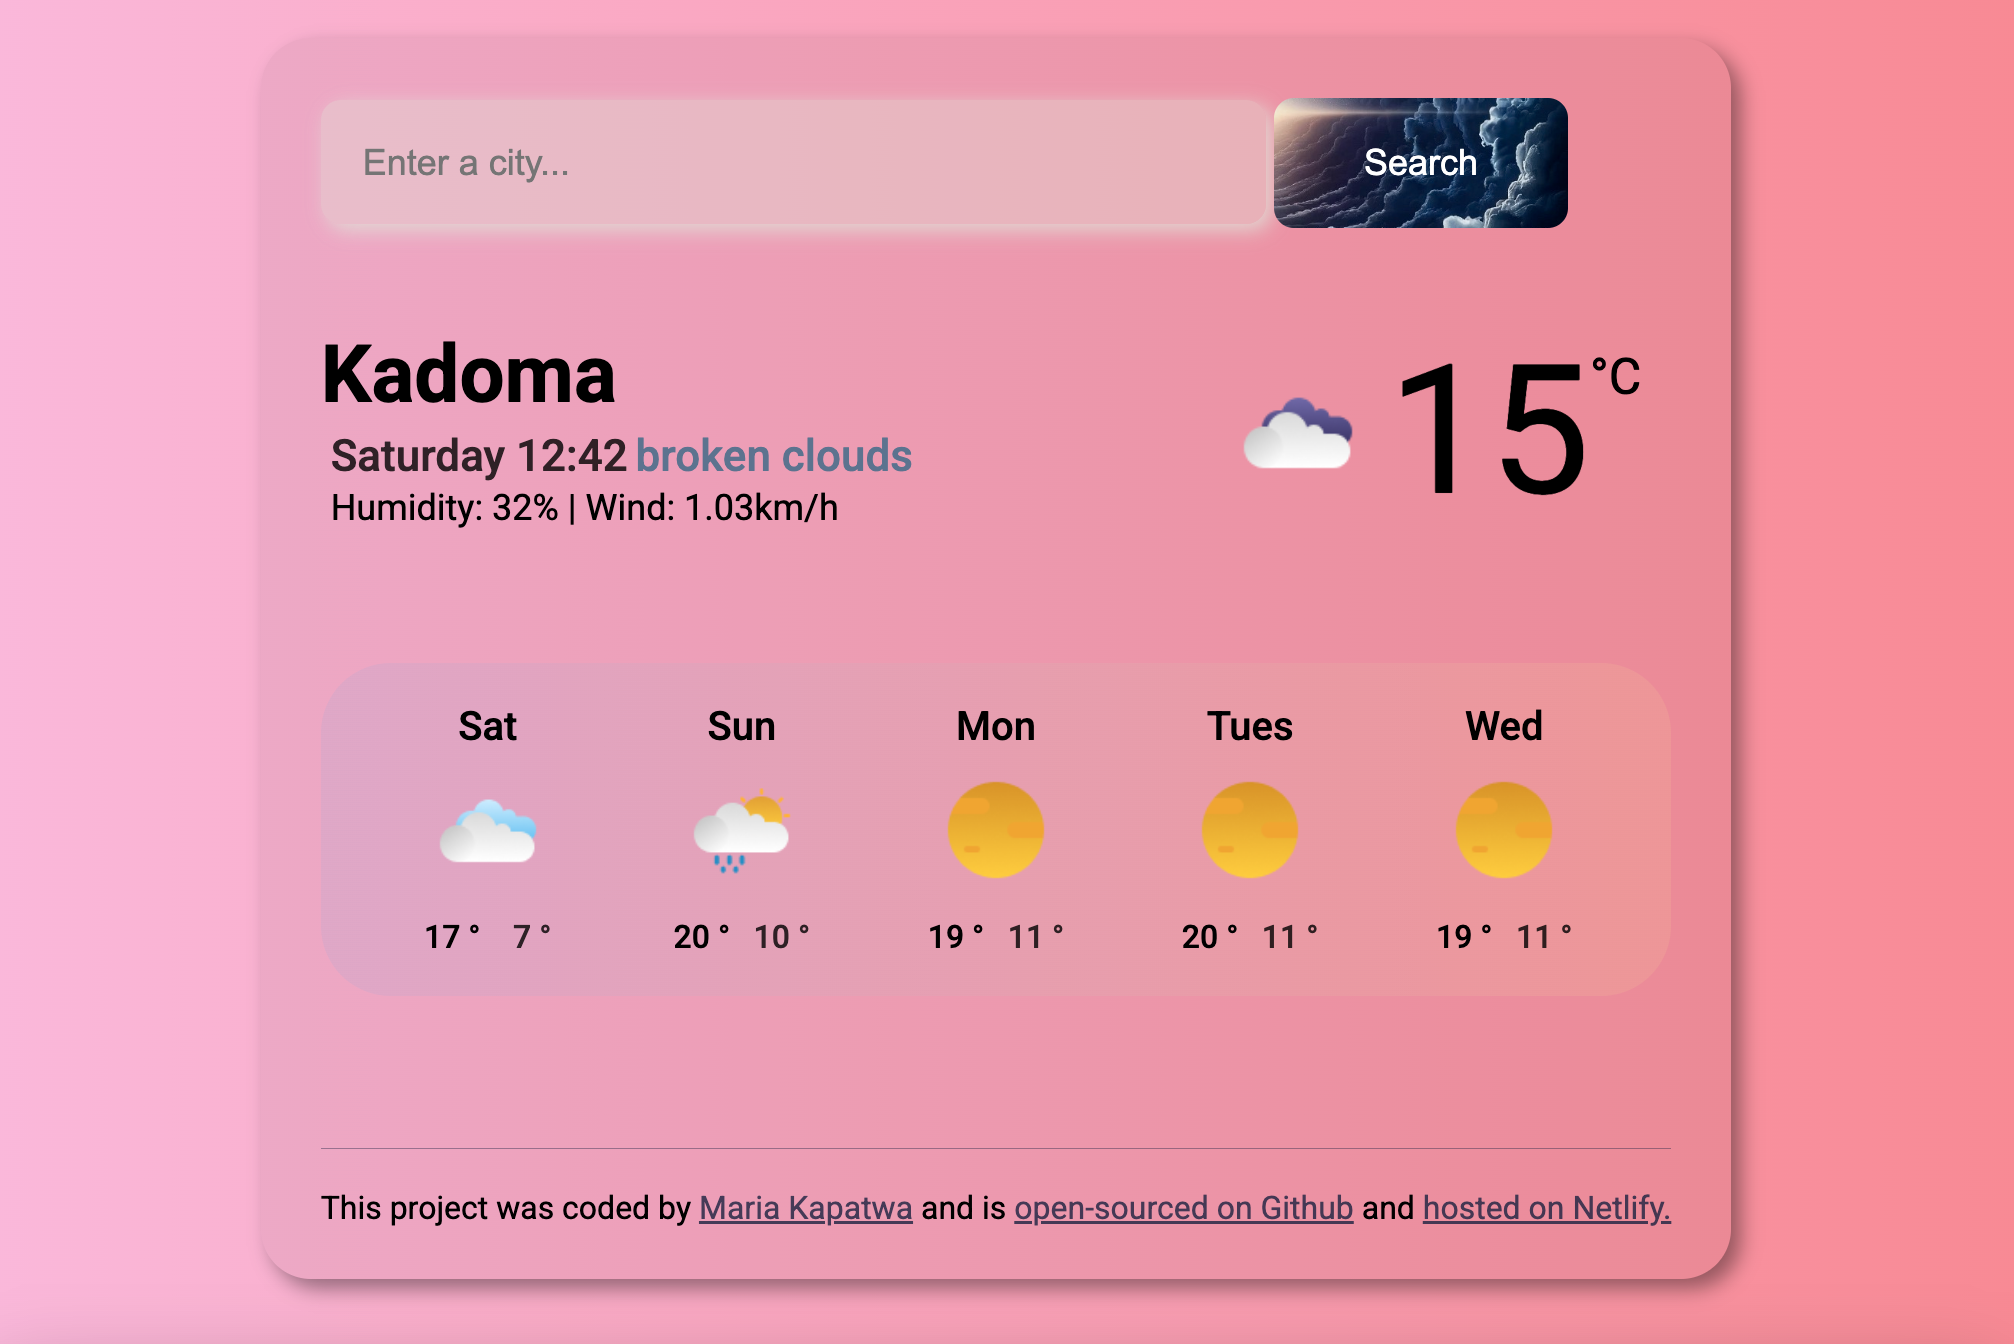 Enter a city...
Search
Kadoma
Saturday 12:42 broken clouds
Humidity: 32% | Wind: 1.03km/h
15 °C
Sat Sun Mon Tues Wed
17 ° 7 ° 20 ° 10 ° 19 ° 11 ° 20 ° 11 ° 19 ° 11 °
This project was coded by Maria Kapatwa and is open-sourced on Github and hosted on Netlify.